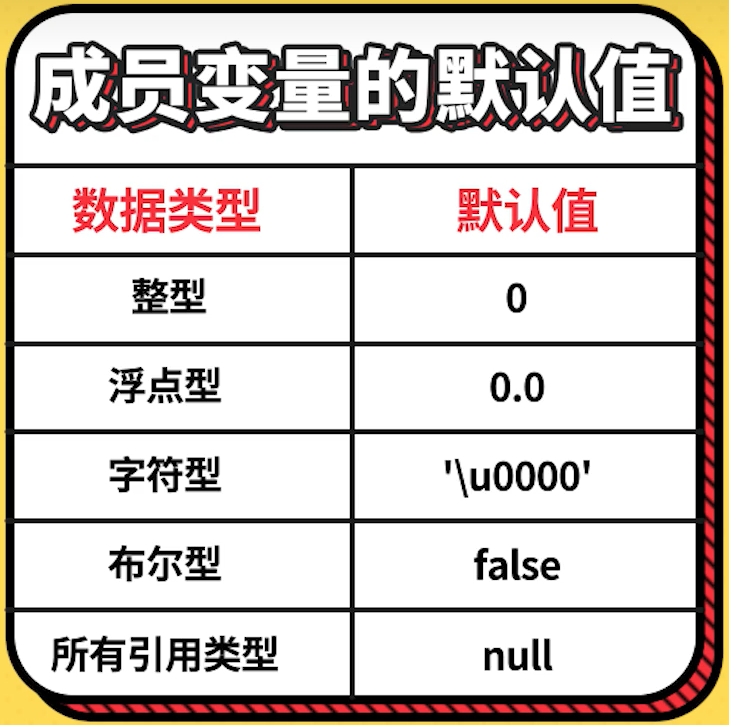 成员变量的默认值
数据类型 默认值
整型 0
浮点型 0.0
字符型 '\u0000'
布尔型 false
所有引用类型 null